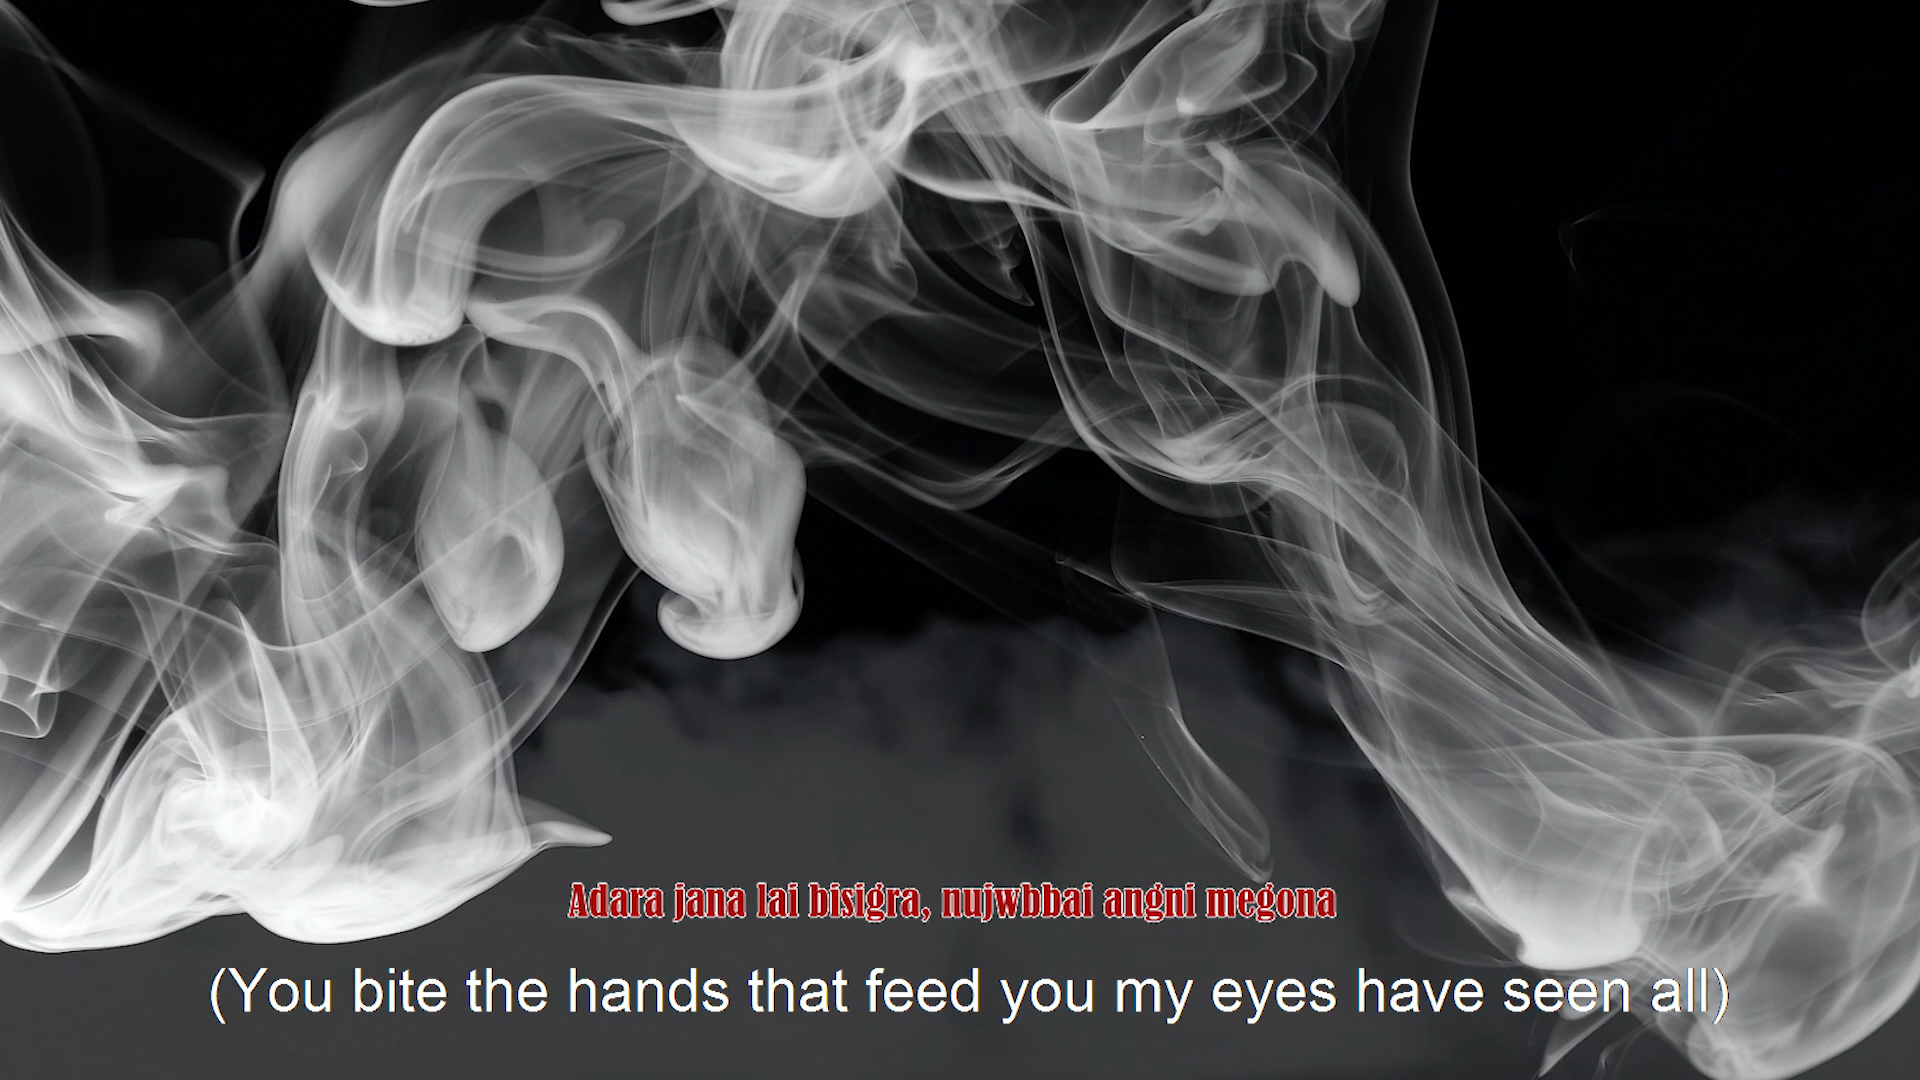 Adara jana lai bisigra, nujwbbai angni megona
(You bite the hands that feed you my eyes have seen all)